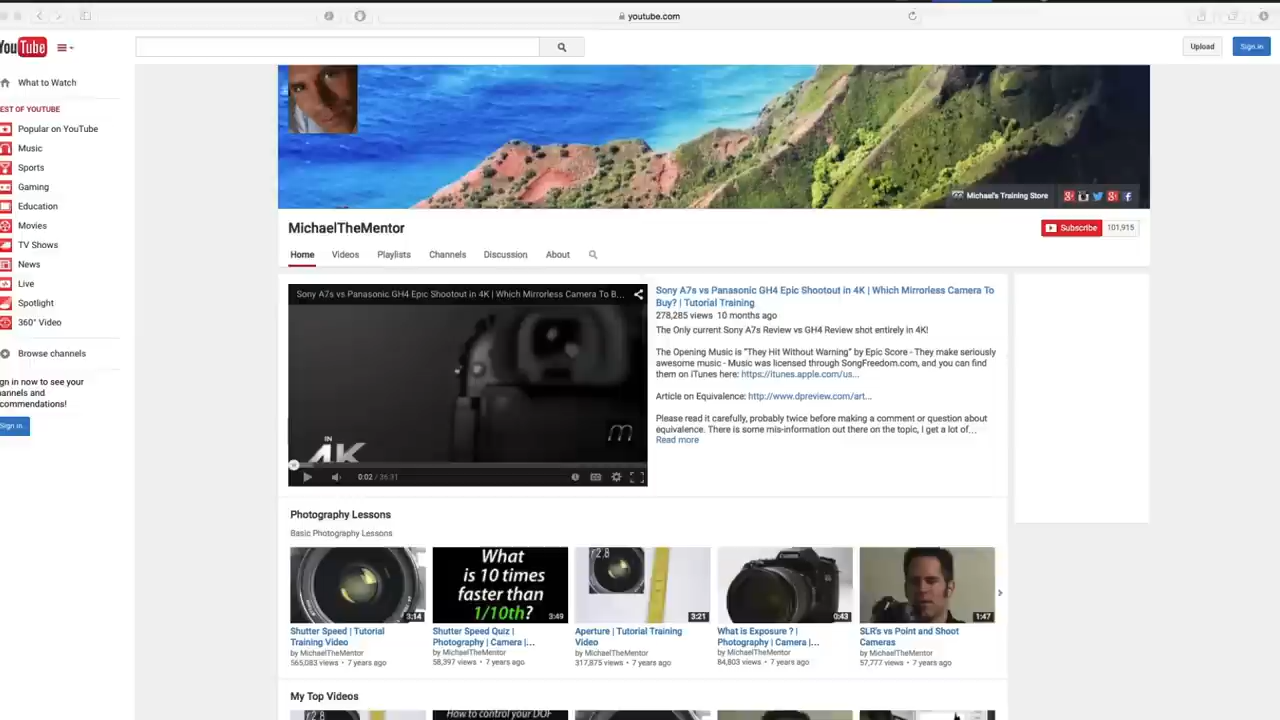 youtube.com
YouTube
Upload
Sign in
What to Watch
EST OF YOUTUBE
Popular on YouTube
Music
Sports
Gaming
Education
Movies
TV Shows
News
Live
Spotlight
360° Video
Browse channels
gn in now to see your
annels and
commendations!
Sign in
Michael's Training Store
MichaelTheMentor
Subscribe 101,915
Home Videos Playlists Channels Discussion About
Sony A7s vs Panasonic GH4 Epic Shootout in 4K | Which Mirrorless Camera To B...
IN
4K
m
0:02 / 36:31
Sony A7s vs Panasonic GH4 Epic Shootout in 4K | Which Mirrorless Camera To
Buy? | Tutorial Training
278,285 views 10 months ago
The Only current Sony A7s Review vs GH4 Review shot entirely in 4K!
The Opening Music is "They Hit Without Warning" by Epic Score - They make seriously
awesome music - Music was licensed through SongFreedom.com, and you can find
them on iTunes here: https://itunes.apple.com/us...
Article on Equivalence: http://www.dpreview.com/art...
Please read it carefully, probably twice before making a comment or question about
equivalence. There is some mis-information out there on the topic, I get a lot of...
Read more
Photography Lessons
Basic Photography Lessons
3:14
What
is 10 times
faster than
1/10th?
3:49
f2.8
3:21
0:43
1:47
Shutter Speed | Tutorial
Training Video
by MichaelTheMentor
565,083 views • 7 years ago
Shutter Speed Quiz |
Photography | Camera |...
by MichaelTheMentor
58,397 views • 7 years ago
Aperture | Tutorial Training
Video
by MichaelTheMentor
317,875 views • 7 years ago
What is Exposure ? |
Photography | Camera |...
by MichaelTheMentor
84,803 views • 7 years ago
SLR's vs Point and Shoot
Cameras
by MichaelTheMentor
57,777 views • 7 years ago
My Top Videos
f2.8
How to control your DOF